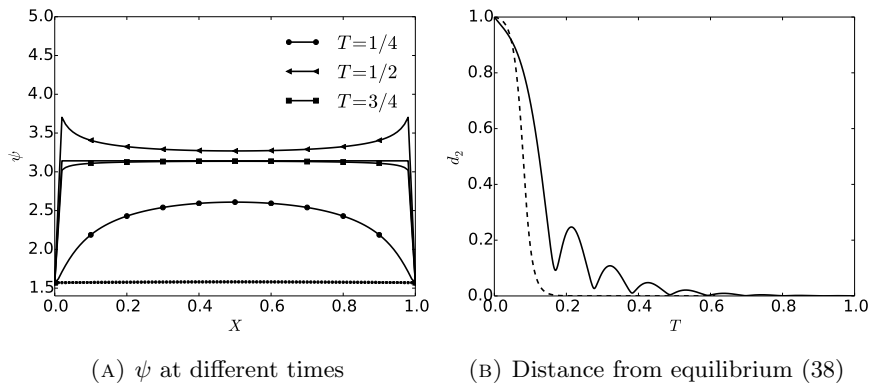 5.0
4.5
4.0
3.5
3.0
2.5
2.0
1.5
ψ
0.0 0.2 0.4 0.6 0.8 1.0
X
T=1/4
T=1/2
T=3/4
(A) ψ at different times
1.0
0.8
0.6
0.4
0.2
0.0
d₂
0.0 0.2 0.4 0.6 0.8 1.0
T
(B) Distance from equilibrium (38)